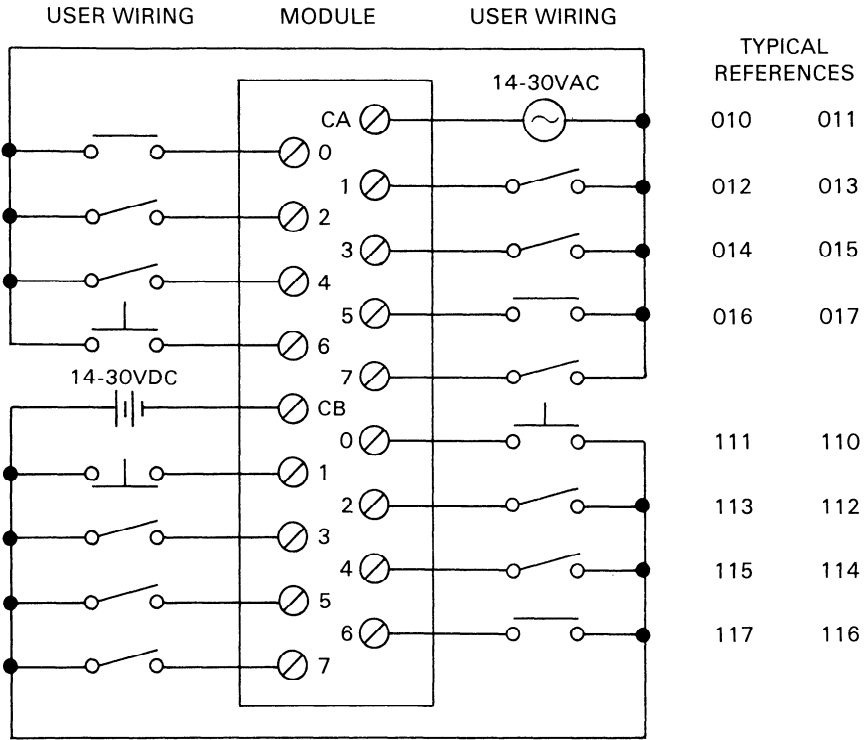 USER WIRING MODULE USER WIRING
TYPICAL
REFERENCES
14-30VAC
CA 010 011
0
1 012 013
2
3 014 015
4
5 016 017
6
7
14-30VDC
CB
0 111 110
1
2 113 112
3
4 115 114
5
6 117 116
7